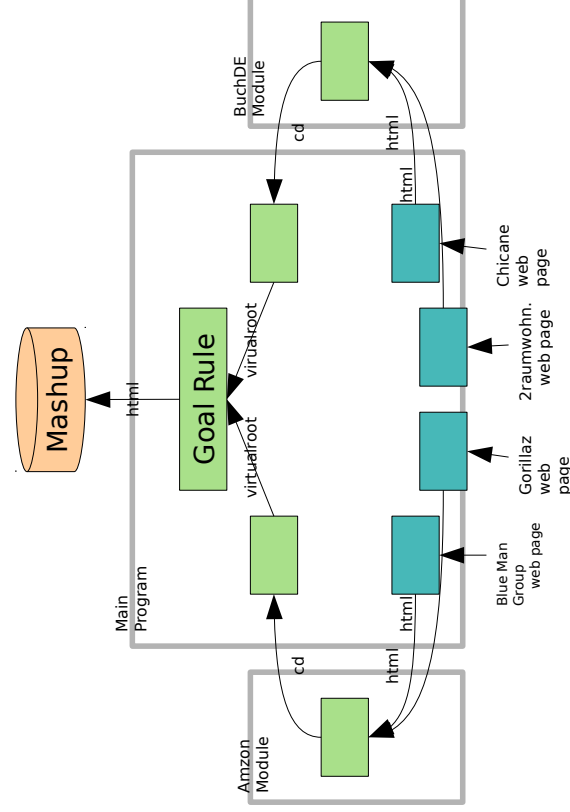 Mashup
html
Goal Rule
virtualroot
virualroot
Main
Program
Amzon
Module
BuchDE
Module
cd
cd
html
html
html
html
Blue Man
Group
web page
Gorillaz
web
page
2raumwohn.
web page
Chicane
web
page